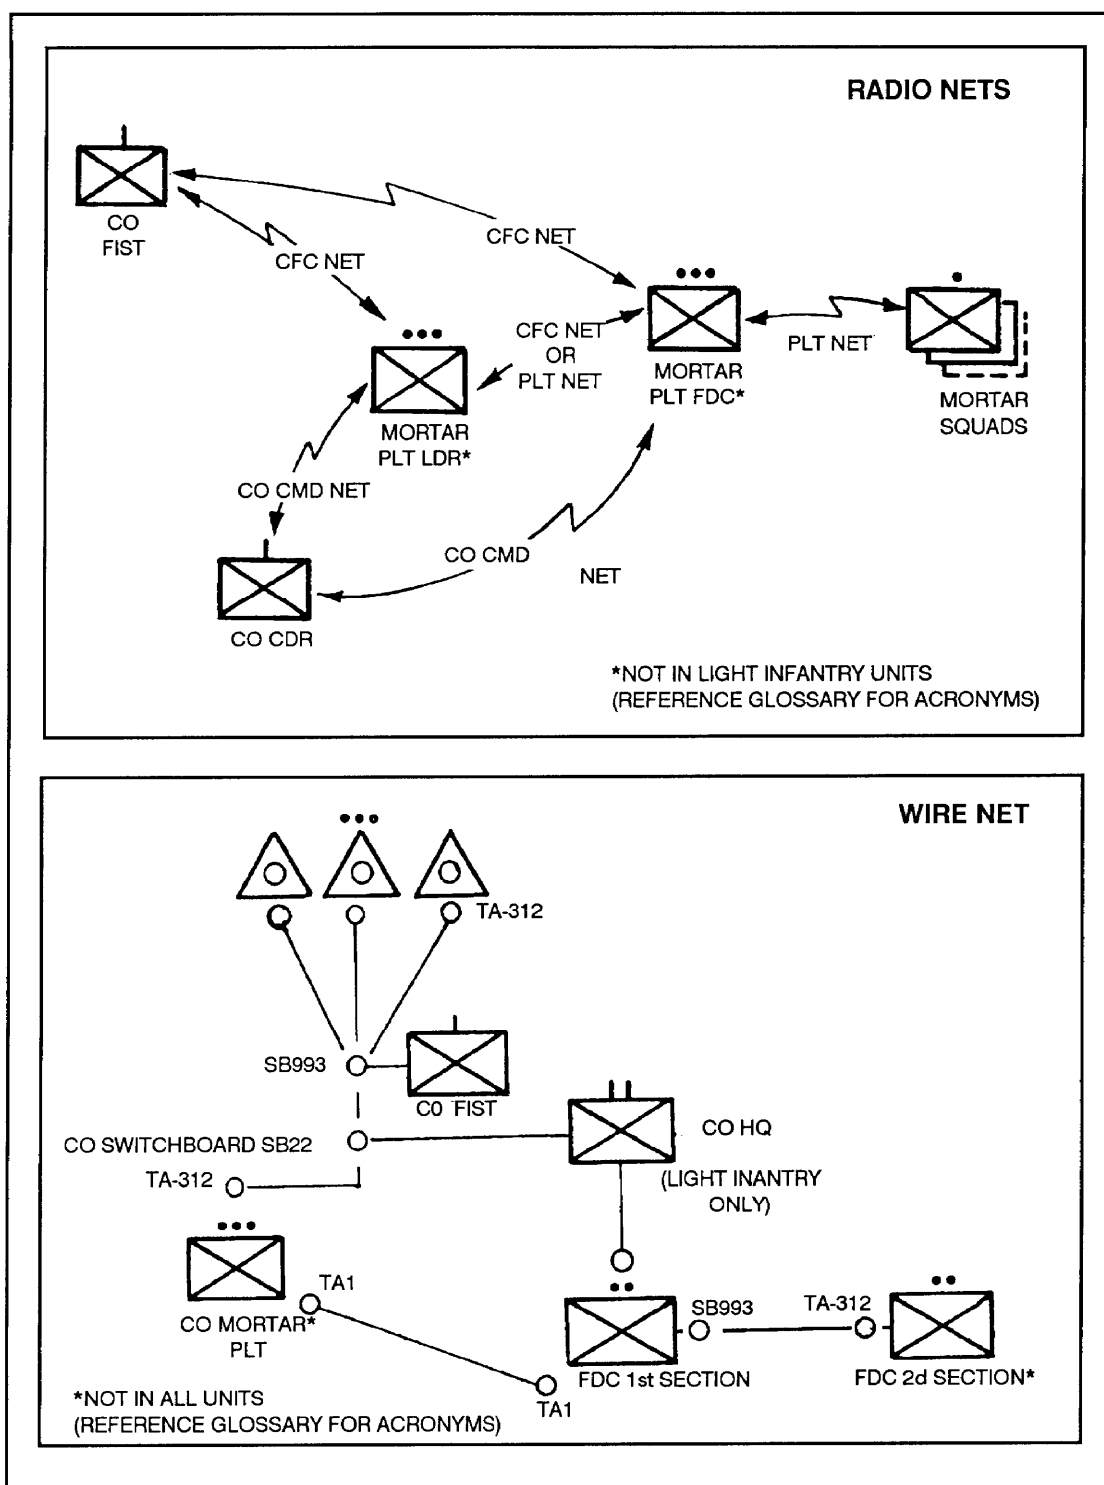 RADIO NETS
CO
FIST
CFC NET
CFC NET
CFC NET
OR
PLT NET
PLT NET
MORTAR
PLT FDC*
MORTAR
SQUADS
MORTAR
PLT LDR*
CO CMD NET
CO CMD
NET
CO CDR
*NOT IN LIGHT INFANTRY UNITS
(REFERENCE GLOSSARY FOR ACRONYMS)
WIRE NET
TA-312
SB993
C0 FIST
CO SWITCHBOARD SB22
CO HQ
TA-312
(LIGHT INANTRY
ONLY)
TA1
CO MORTAR*
PLT
SB993
TA-312
FDC 1st SECTION
FDC 2d SECTION*
TA1
*NOT IN ALL UNITS
(REFERENCE GLOSSARY FOR ACRONYMS)